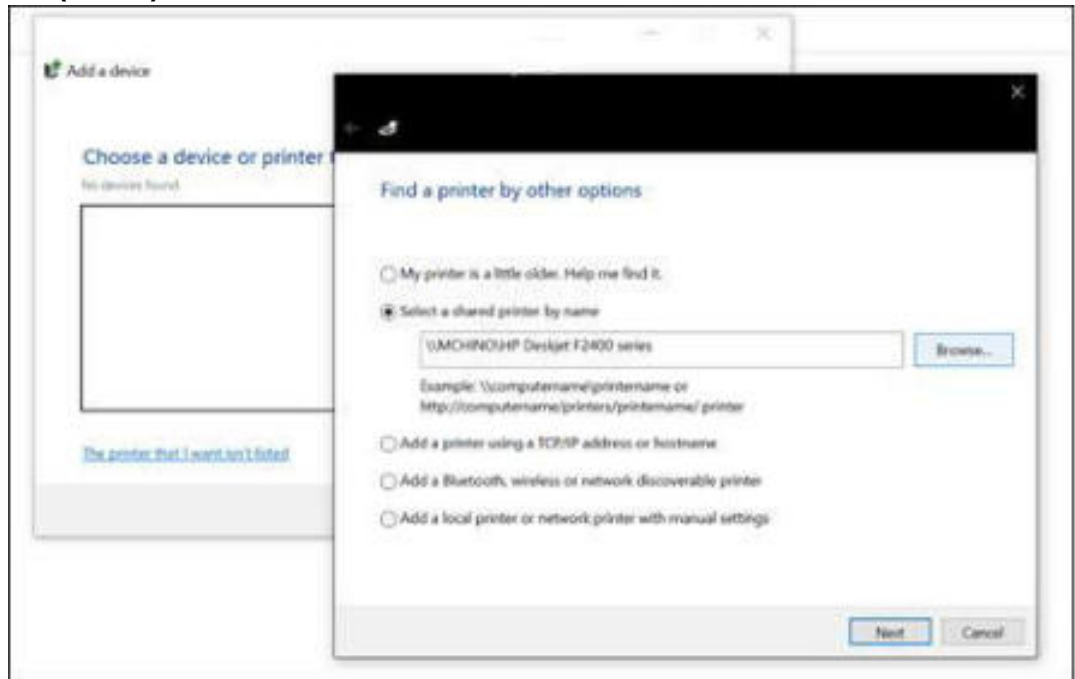 Add a device
Choose a device or printer
No devices found.
The printer that I want isn't listed
Find a printer by other options
My printer is a little older. Help me find it.
Select a shared printer by name
\\MCHINO\HP Deskjet F2400 series
Browse...
Example: \\computername\printername or
http://computername/printers/printername/.printer
Add a printer using a TCP/IP address or hostname
Add a Bluetooth, wireless or network discoverable printer
Add a local printer or network printer with manual settings
Next
Cancel